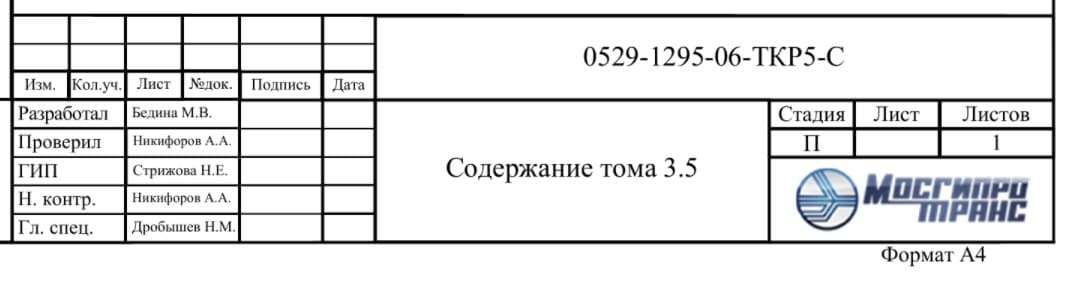 0529-1295-06-ТКР5-С
Изм. Кол.уч. Лист №док. Подпись Дата
Разработал Бедина М.В.
Стадия Лист Листов
Проверил Никифоров А.А.
П 1
ГИП Стрижова Н.Е.
Содержание тома 3.5
Н. контр. Никифоров А.А.
Гл. спец. Дробышев Н.М.
Мосгипро
транс
Формат А4